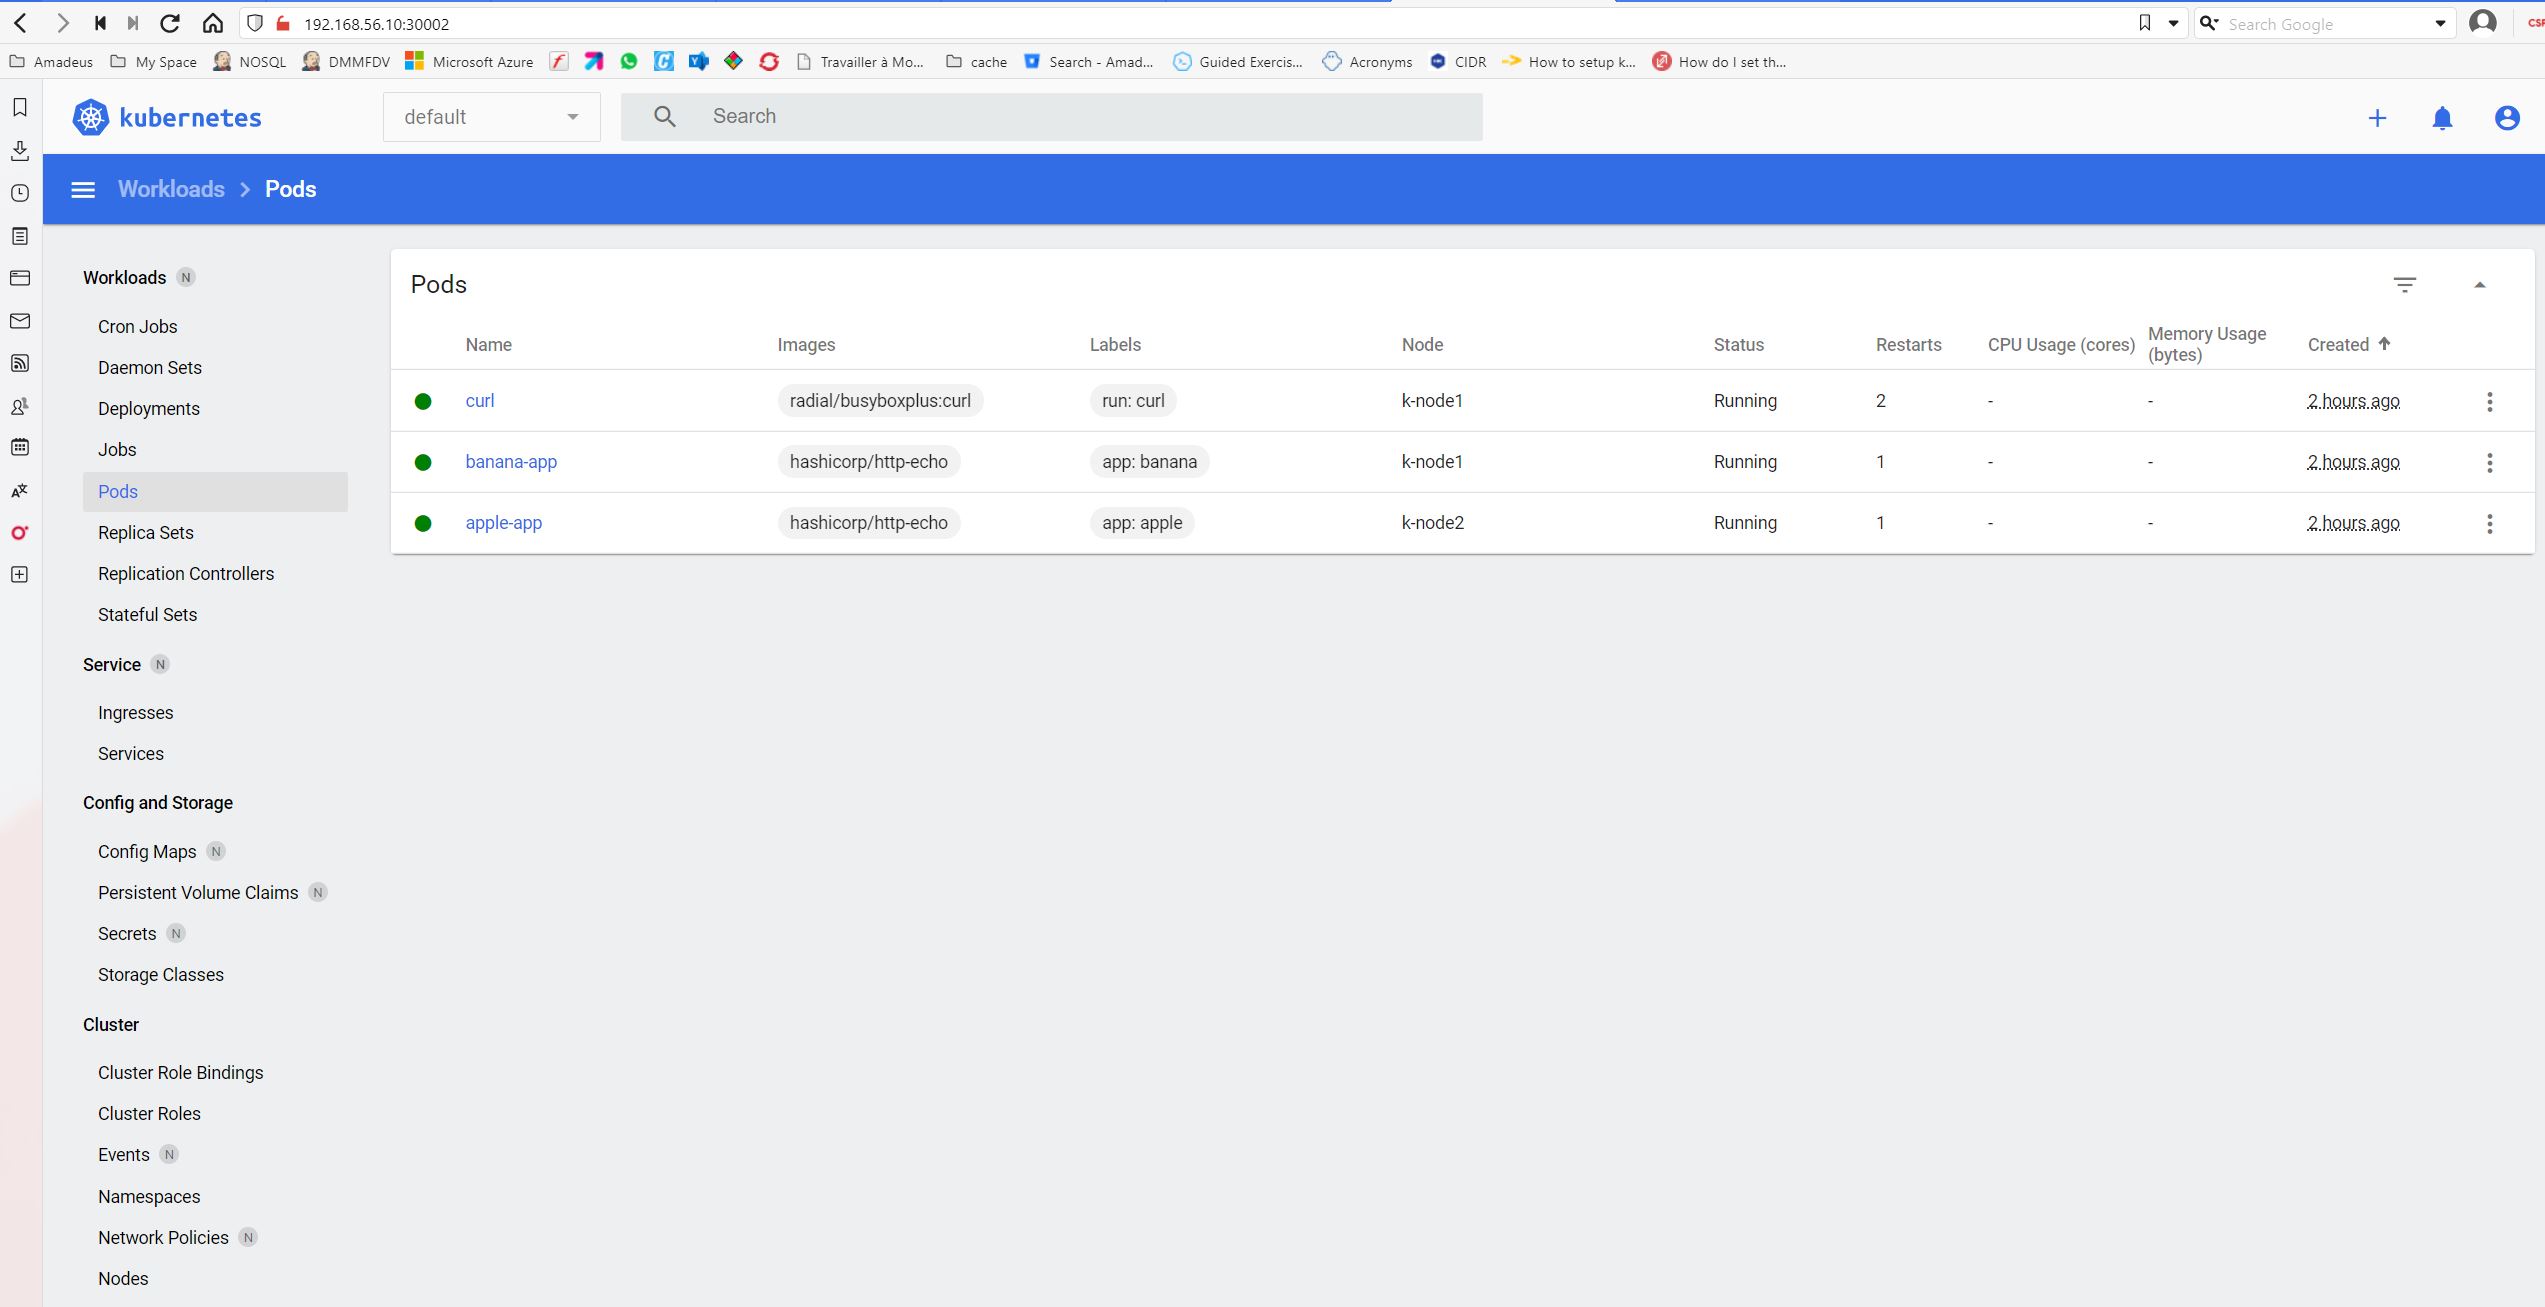 192.168.56.10:30002
Search Google
CSP
Amadeus My Space NOSQL DMMFDV Microsoft Azure Travailler à Mo... cache Search - Amad... Guided Exercis... Acronyms CIDR How to setup k... How do I set th...
kubernetes default Search
Workloads > Pods
Workloads N
Cron Jobs
Daemon Sets
Deployments
Jobs
Pods
Replica Sets
Replication Controllers
Stateful Sets
Service N
Ingresses
Services
Config and Storage
Config Maps N
Persistent Volume Claims N
Secrets N
Storage Classes
Cluster
Cluster Role Bindings
Cluster Roles
Events N
Namespaces
Network Policies N
Nodes
Pods
Name Images Labels Node Status Restarts CPU Usage (cores) Memory Usage (bytes) Created
curl radial/busyboxplus:curl run: curl k-node1 Running 2 - - 2 hours ago
banana-app hashicorp/http-echo app: banana k-node1 Running 1 - - 2 hours ago
apple-app hashicorp/http-echo app: apple k-node2 Running 1 - - 2 hours ago